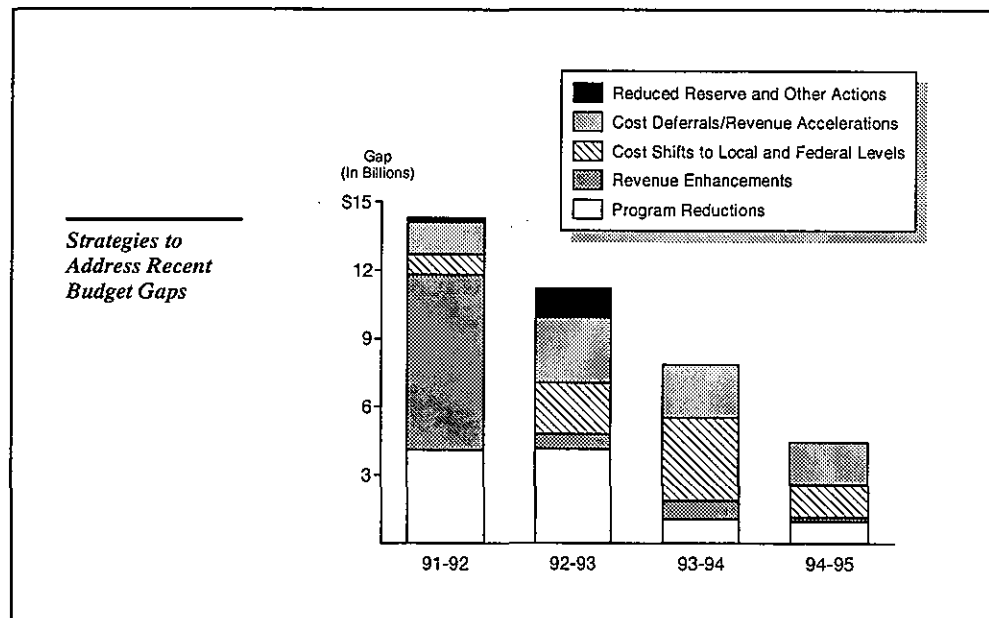 Strategies to
Address Recent
Budget Gaps
Reduced Reserve and Other Actions
Cost Deferrals/Revenue Accelerations
Cost Shifts to Local and Federal Levels
Revenue Enhancements
Program Reductions
Gap
(In Billions)
$15
12
9
6
3
91-92 92-93 93-94 94-95